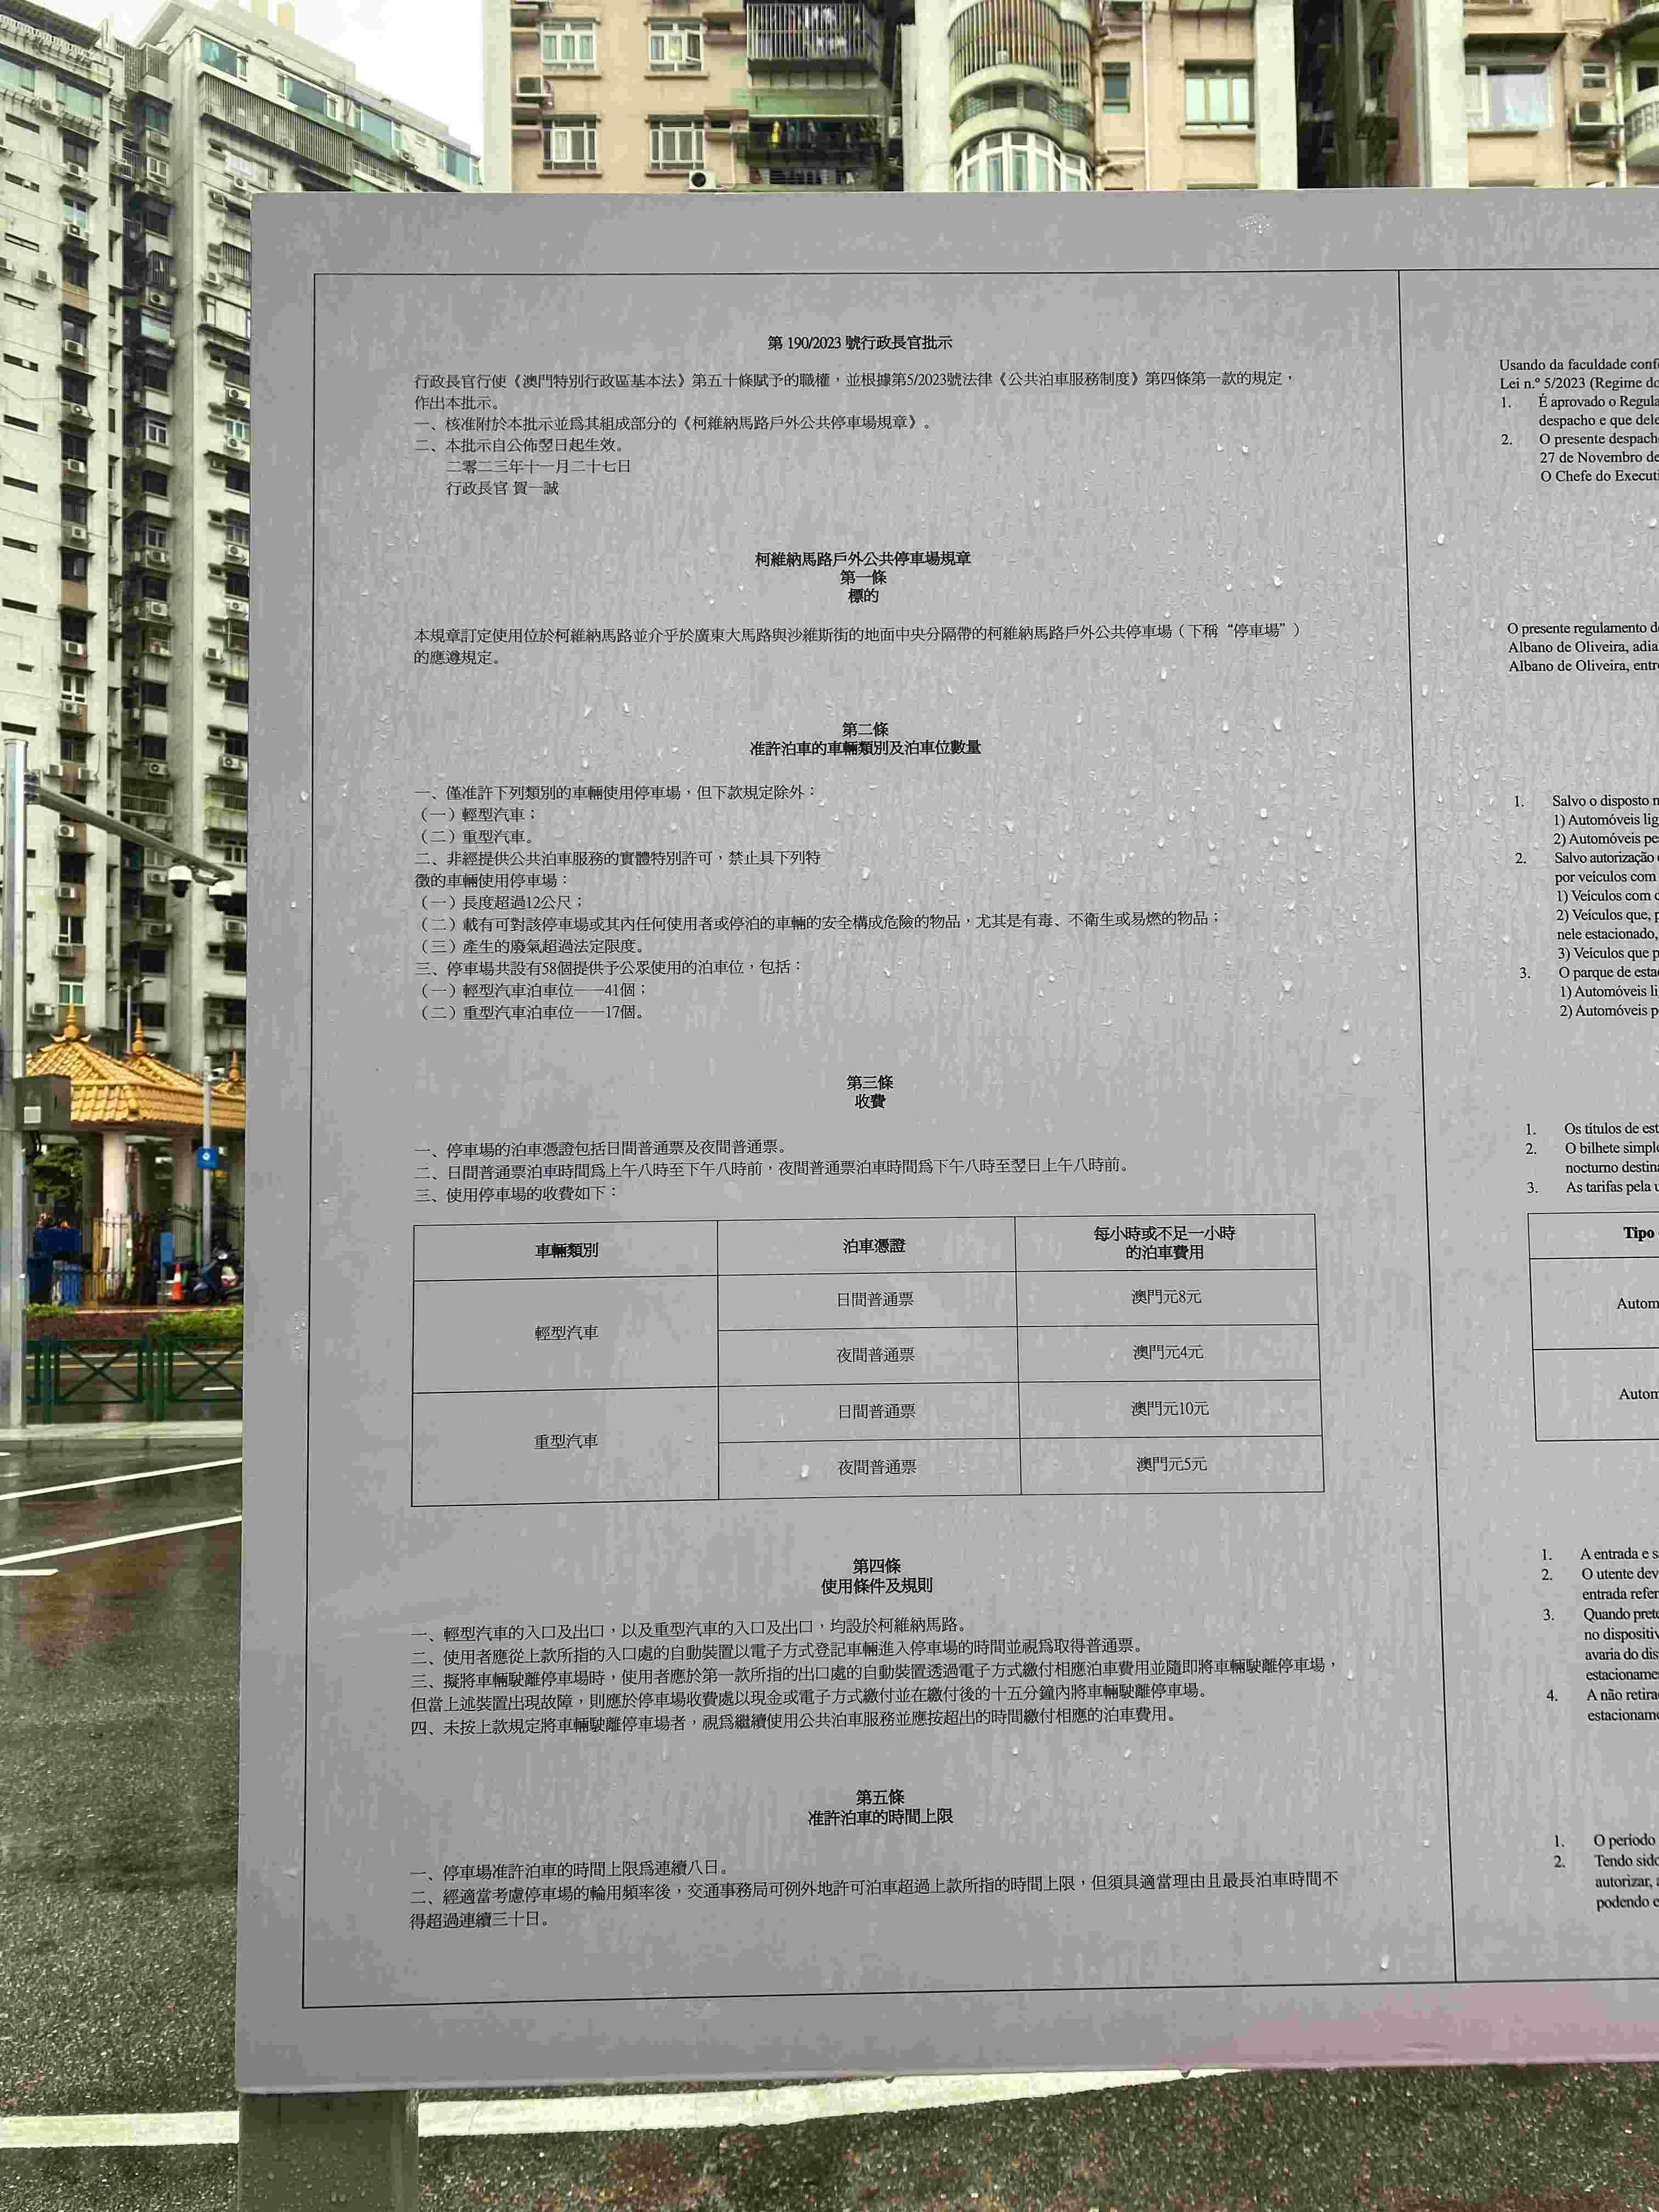 第 190/2023 號行政長官批示
行政長官行使《澳門特別行政區基本法》第五十條賦予的職權，並根據第5/2023號法律《公共泊車服務制度》第四條第一款的規定，
作出本批示。
一、核准附於本批示並爲其組成部分的《柯維納馬路戶外公共停車場規章》。
二、本批示自公佈翌日起生效。
二零二三年十一月二十七日
行政長官 賀一誠
柯維納馬路戶外公共停車場規章
第一條
標的
本規章訂定使用位於柯維納馬路並介乎於廣東大馬路與沙維斯街的地面中央分隔帶的柯維納馬路戶外公共停車場（下稱“停車場”）
的應遵規定。
第二條
准許泊車的車輛類別及泊車位數量
一、僅准許下列類別的車輛使用停車場，但下款規定除外：
（一）輕型汽車；
（二）重型汽車。
二、非經提供公共泊車服務的實體特別許可，禁止具下列特
徵的車輛使用停車場：
（一）長度超過12公尺；
（二）載有可對該停車場或其內任何使用者或停泊的車輛的安全構成危險的物品，尤其是有毒、不衛生或易燃的物品；
（三）產生的廢氣超過法定限度。
三、停車場共設有58個提供予公眾使用的泊車位，包括：
（一）輕型汽車泊車位——41個；
（二）重型汽車泊車位——17個。
第三條
收費
一、停車場的泊車憑證包括日間普通票及夜間普通票。
二、日間普通票泊車時間爲上午八時至下午八時前，夜間普通票泊車時間爲下午八時至翌日上午八時前。
三、使用停車場的收費如下：
車輛類別
泊車憑證
每小時或不足一小時
的泊車費用
輕型汽車
日間普通票
澳門元8元
夜間普通票
澳門元4元
重型汽車
日間普通票
澳門元10元
夜間普通票
澳門元5元
第四條
使用條件及規則
一、輕型汽車的入口及出口，以及重型汽車的入口及出口，均設於柯維納馬路。
二、使用者應從上款所指的入口處的自動裝置以電子方式登記車輛進入停車場的時間並視爲取得普通票。
三、擬將車輛駛離停車場時，使用者應於第一款所指的出口處的自動裝置透過電子方式繳付相應泊車費用並隨即將車輛駛離停車場，
但當上述裝置出現故障，則應於停車場收費處以現金或電子方式繳付並在繳付後的十五分鐘內將車輛駛離停車場。
四、未按上款規定將車輛駛離停車場者，視爲繼續使用公共泊車服務並應按超出的時間繳付相應的泊車費用。
第五條
准許泊車的時間上限
一、停車場准許泊車的時間上限爲連續八日。
二、經適當考慮停車場的輪用頻率後，交通事務局可例外地許可泊車超過上款所指的時間上限，但須具適當理由且最長泊車時間不
得超過連續三十日。
Usando da faculdade conf
Lei n.º 5/2023 (Regime do
1. É aprovado o Regula
despacho e que dele
2. O presente despach
27 de Novembro de
O Chefe do Executi
O presente regulamento d
Albano de Oliveira, adia
Albano de Oliveira, entr
1. Salvo o disposto n
1) Automóveis lig
2) Automóveis pe
2. Salvo autorização
por veículos com
1) Veículos com c
2) Veículos que, p
nele estacionado,
3) Veículos que p
3. O parque de esta
1) Automóveis li
2) Automóveis p
1. Os títulos de est
2. O bilhete simple
nocturno destin
3. As tarifas pela u
Tipo
Autom
Autom
1. A entrada e s
2. O utente dev
entrada refer
3. Quando prete
no dispositiv
avaria do dis
estacioname
4. A não retira
estacionam
1. O período
2. Tendo sido
autorizar,
podendo e